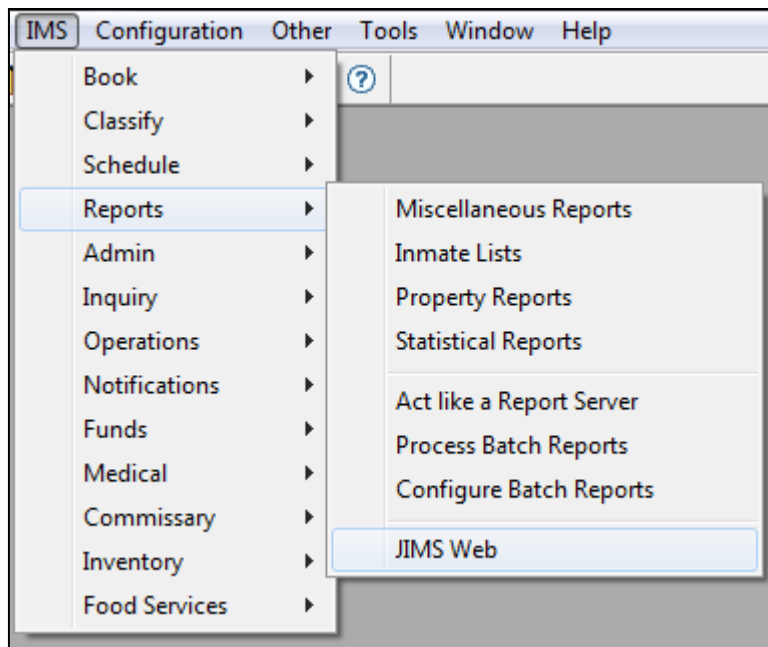 IMS Configuration Other Tools Window Help
?
Book
Classify
Schedule
Reports
Admin
Inquiry
Operations
Notifications
Funds
Medical
Commissary
Inventory
Food Services
Miscellaneous Reports
Inmate Lists
Property Reports
Statistical Reports
Act like a Report Server
Process Batch Reports
Configure Batch Reports
JIMS Web